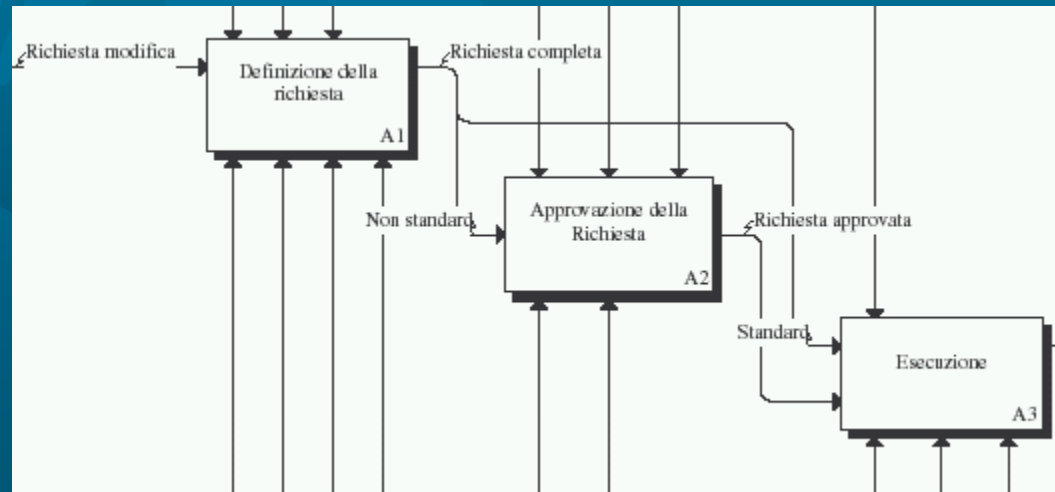 Richiesta modifica
Definizione della
richiesta
A1
Richiesta completa
Non standard
Approvazione della
Richiesta
A2
Richiesta approvata
Standard
Esecuzione
A3